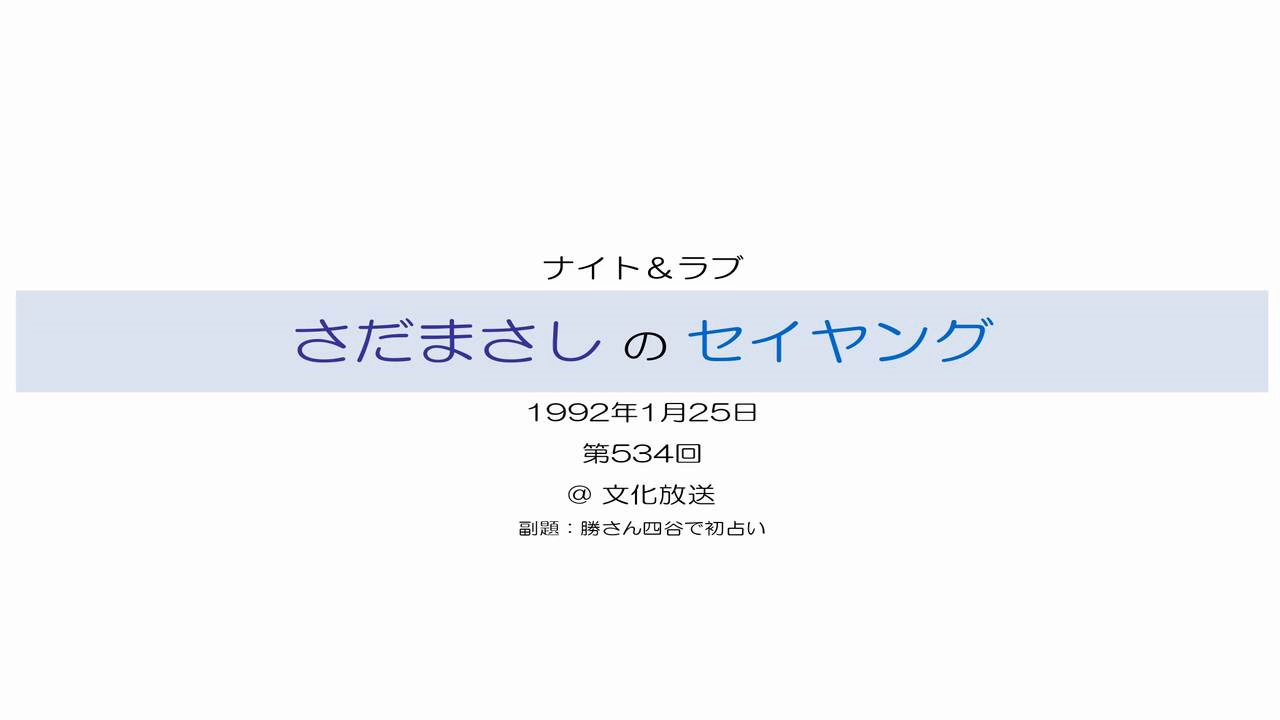 ナイト＆ラブ
さだまさし の セイヤング
1992年1月25日
第534回
@ 文化放送
副題：勝さん四谷で初占い